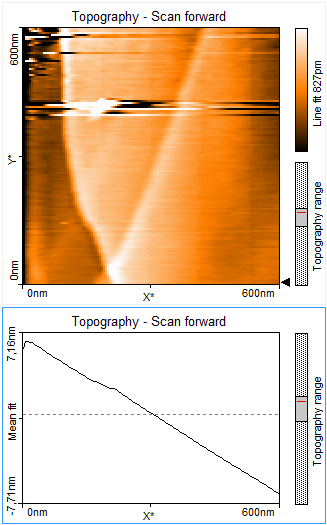 Topography - Scan forward
600nm
Y*
0nm
0nm
X*
600nm
Line fit 827pm
Topography range
Topography - Scan forward
7,16nm
Mean fit
-7,71nm
0nm
X*
600nm
Topography range